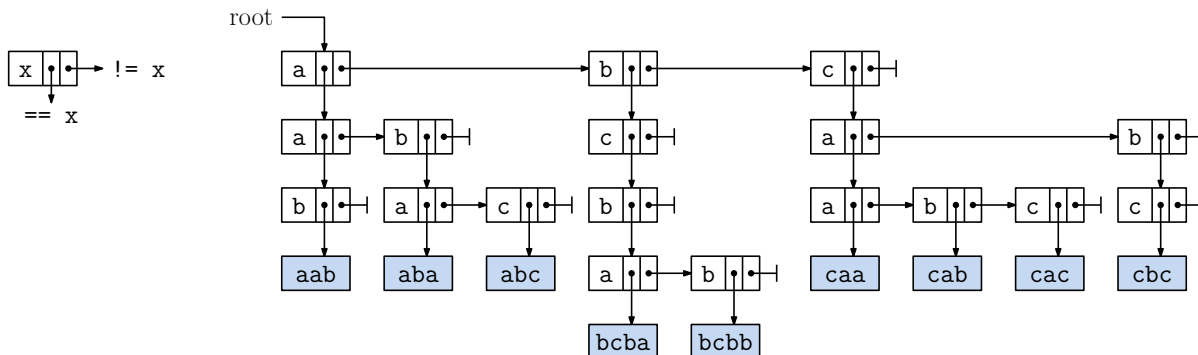 root
x != x
== x
a b c
a b c a b
b a c b a b c c
aab aba abc a b caa cab cac cbc
bcba bcbb